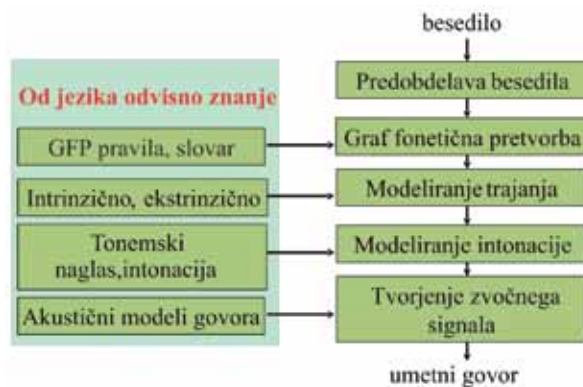 besedilo
Od jezika odvisno znanje
Predobdelava besedila
GFP pravila, slovar
Graf fonetična pretvorba
Intrinzično, ekstrinzično
Modeliranje trajanja
Tonemski
naglas,intonacija
Modeliranje intonacije
Akustični modeli govora
Tvorjenje zvočnega
signala
umetni govor